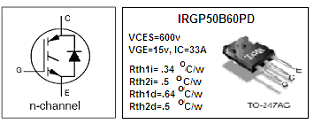 C
G
E
n-channel
IRGP50B60PD
VCES=600v
VGE=15v, IC=33A
Rth1i= .34 °C/w
Rth2i= .5 °C/w
Rth1d=.64 °C/w
Rth2d=.5 °C/w
TO-247AC